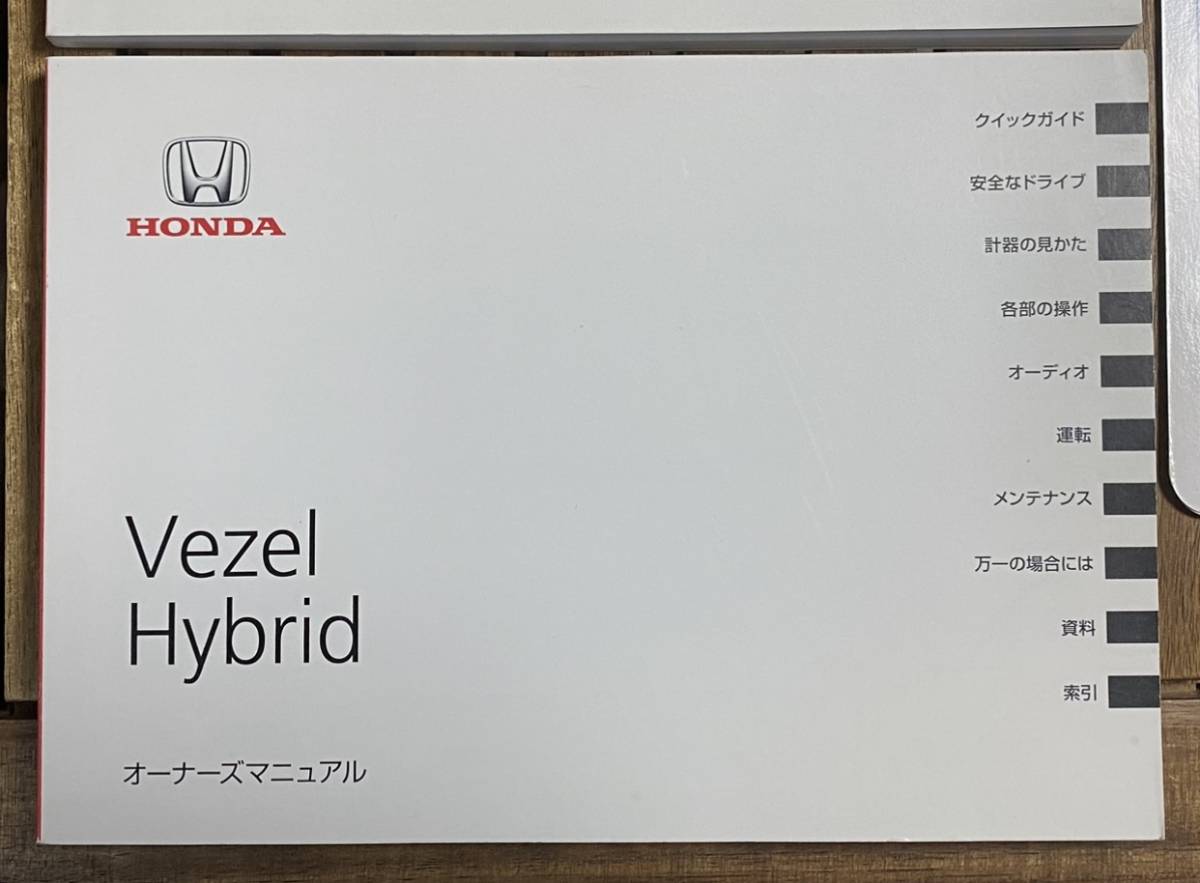 HONDA
Vezel
Hybrid
オーナーズマニュアル
クイックガイド
安全なドライブ
計器の見かた
各部の操作
オーディオ
運転
メンテナンス
万一の場合には
資料
索引